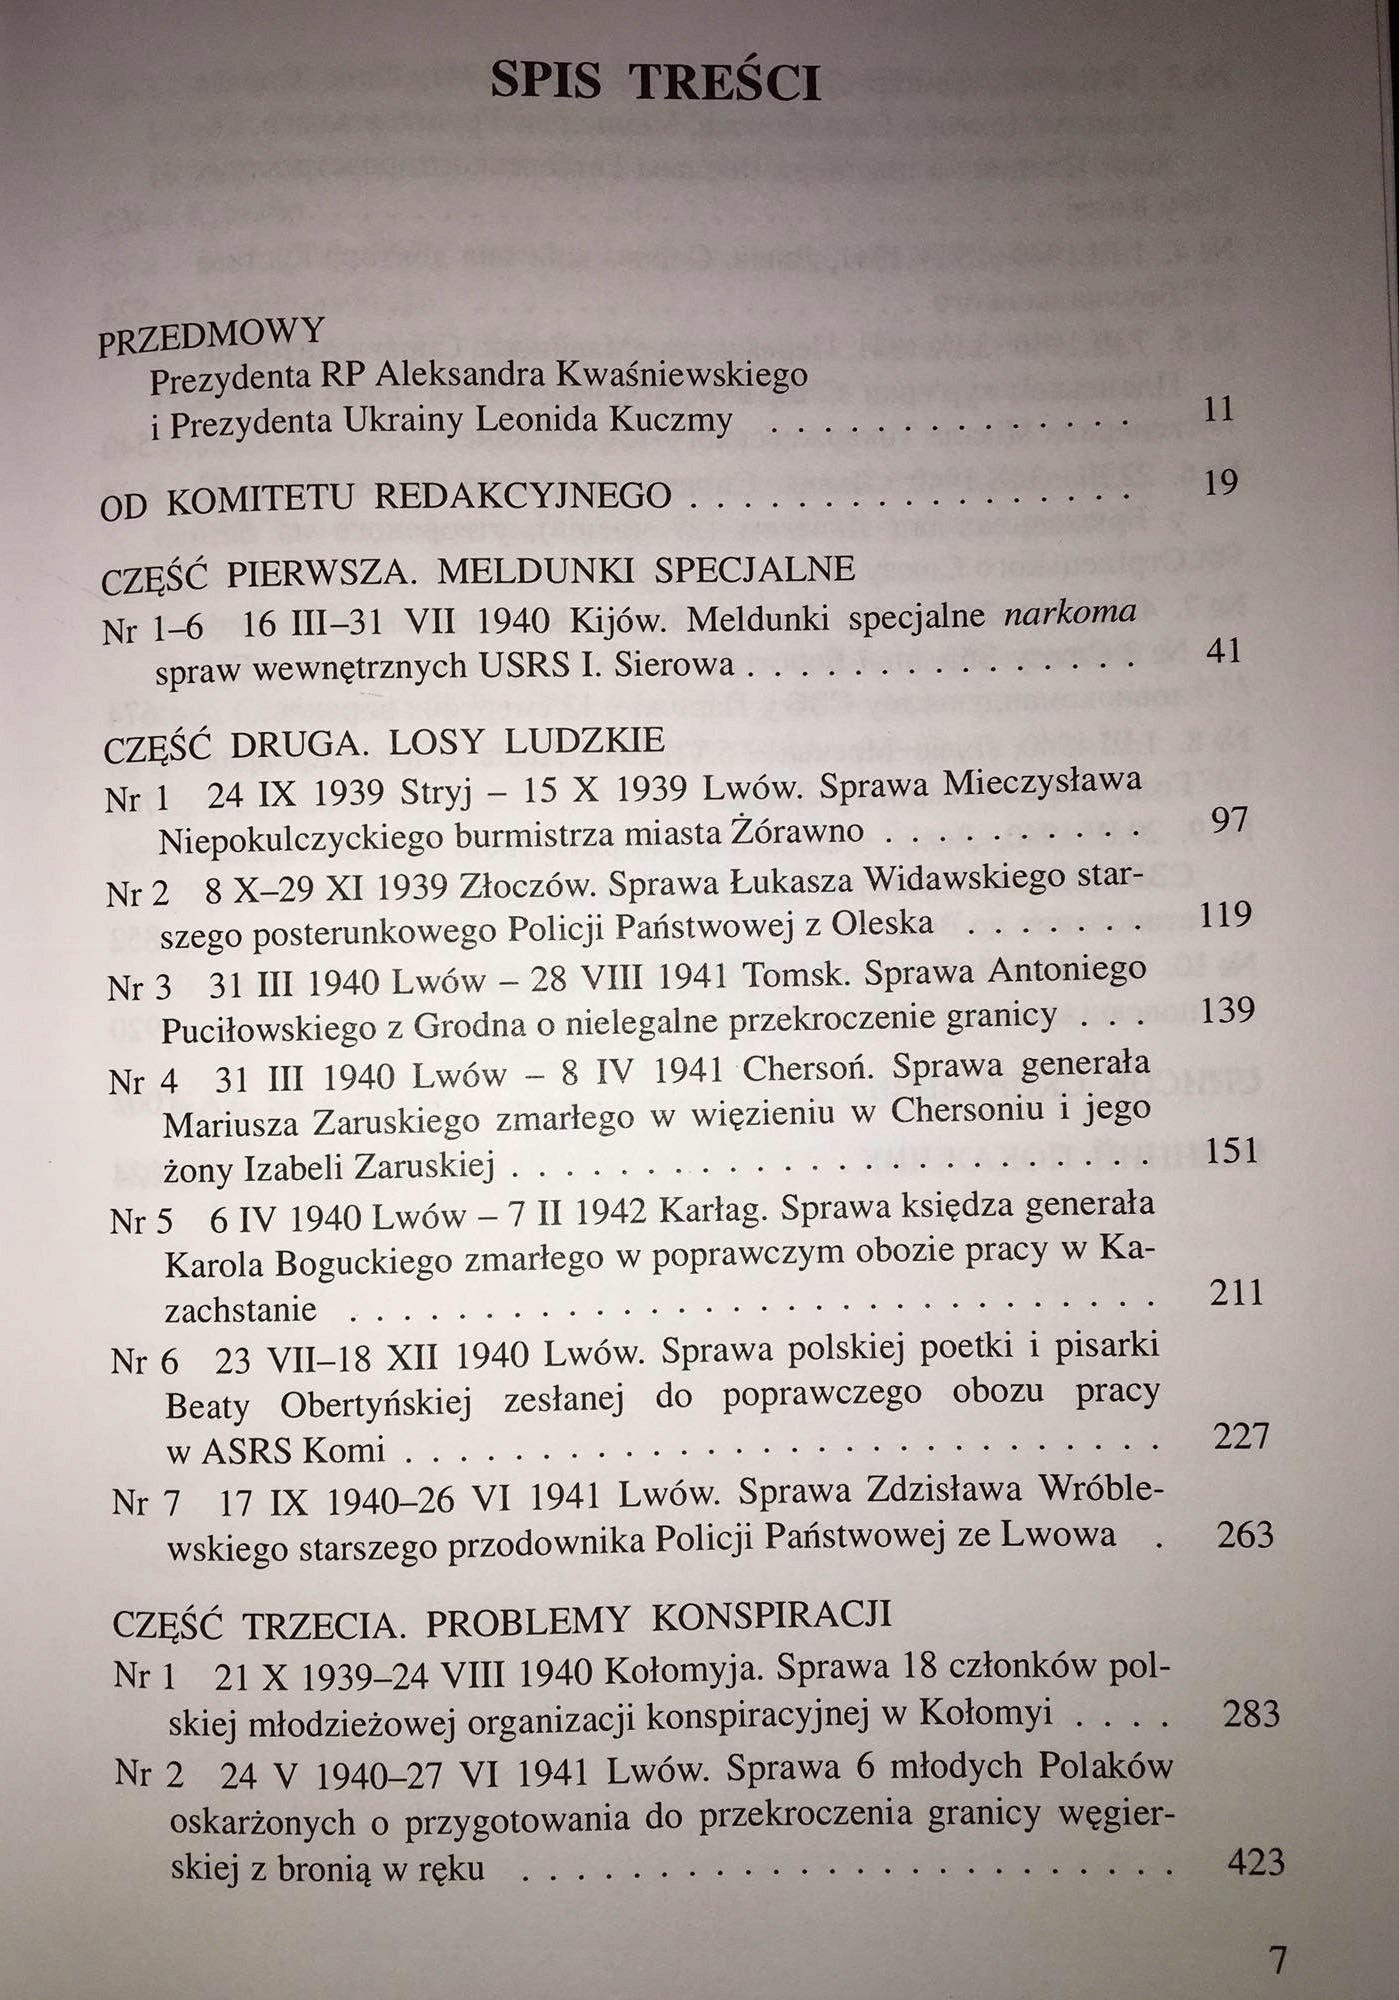 SPIS TREŚCI
PRZEDMOWY
Prezydenta RP Aleksandra Kwaśniewskiego
i Prezydenta Ukrainy Leonida Kuczmy . . . . . . . . . . . . . . 11
OD KOMITETU REDAKCYJNEGO . . . . . . . . . . . . . . . . . 19
CZĘŚĆ PIERWSZA. MELDUNKI SPECJALNE
Nr 1–6 16 III–31 VII 1940 Kijów. Meldunki specjalne narkoma
spraw wewnętrznych USRS I. Sierowa . . . . . . . . . . . . . . . 41
CZĘŚĆ DRUGA. LOSY LUDZKIE
Nr 1 24 IX 1939 Stryj – 15 X 1939 Lwów. Sprawa Mieczysława
Niepokulczyckiego burmistrza miasta Żórawno . . . . . . . . . . 97
Nr 2 8 X–29 XI 1939 Złoczów. Sprawa Łukasza Widawskiego star-
szego posterunkowego Policji Państwowej z Oleska . . . . . . . 119
Nr 3 31 III 1940 Lwów – 28 VIII 1941 Tomsk. Sprawa Antoniego
Puciłowskiego z Grodna o nielegalne przekroczenie granicy . . . 139
Nr 4 31 III 1940 Lwów – 8 IV 1941 Chersoń. Sprawa generała
Mariusza Zaruskiego zmarłego w więzieniu w Chersoniu i jego
żony Izabeli Zaruskiej . . . . . . . . . . . . . . . . . . . . . . . . 151
Nr 5 6 IV 1940 Lwów – 7 II 1942 Karłag. Sprawa księdza generała
Karola Boguckiego zmarłego w poprawczym obozie pracy w Ka-
zachstanie . . . . . . . . . . . . . . . . . . . . . . . . . . . . . . 211
Nr 6 23 VII–18 XII 1940 Lwów. Sprawa polskiej poetki i pisarki
Beaty Obertyńskiej zesłanej do poprawczego obozu pracy
w ASRS Komi . . . . . . . . . . . . . . . . . . . . . . . . . . . . 227
Nr 7 17 IX 1940–26 VI 1941 Lwów. Sprawa Zdzisława Wróble-
wskiego starszego przodownika Policji Państwowej ze Lwowa . 263
CZĘŚĆ TRZECIA. PROBLEMY KONSPIRACJI
Nr 1 21 X 1939–24 VIII 1940 Kołomyja. Sprawa 18 członków pol-
skiej młodzieżowej organizacji konspiracyjnej w Kołomyi . . . . 283
Nr 2 24 V 1940–27 VI 1941 Lwów. Sprawa 6 młodych Polaków
oskarżonych o przygotowania do przekroczenia granicy węgier-
skiej z bronią w ręku . . . . . . . . . . . . . . . . . . . . . . . . 423
7